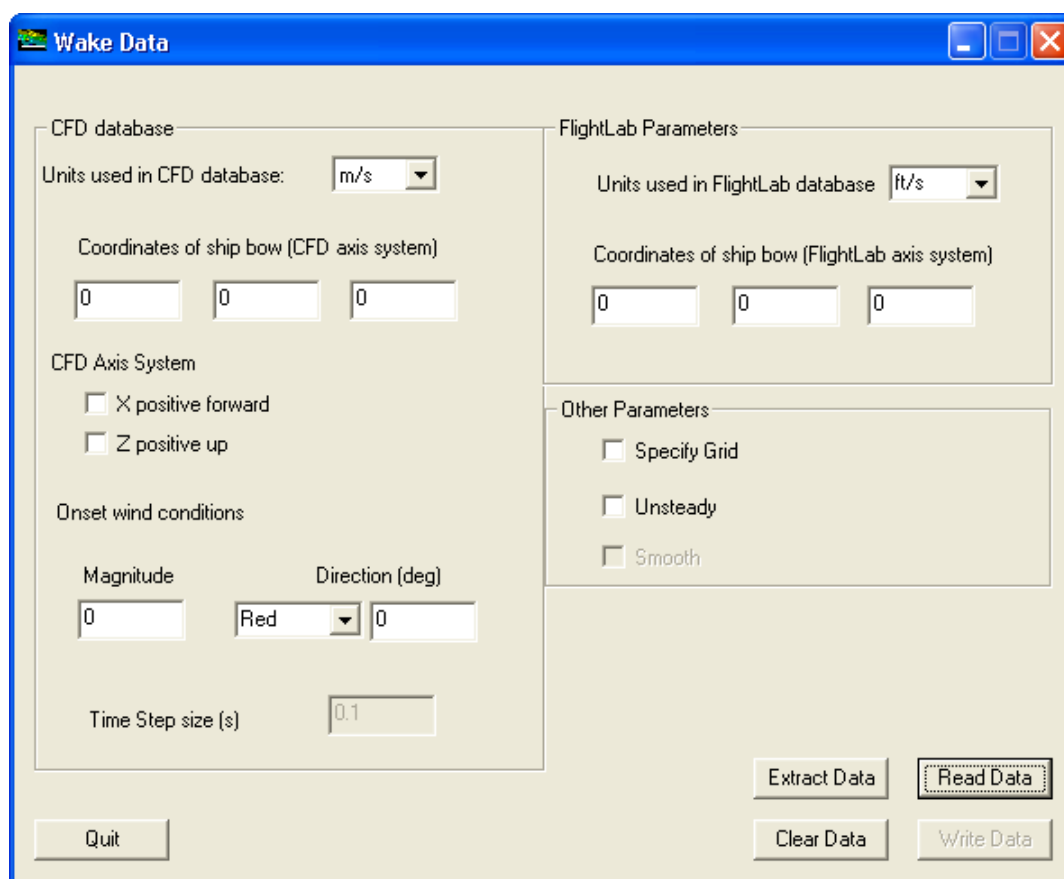 Wake Data
CFD database
Units used in CFD database: m/s
Coordinates of ship bow (CFD axis system)
0 0 0
CFD Axis System
X positive forward
Z positive up
Onset wind conditions
Magnitude Direction (deg)
0 Red 0
Time Step size (s) 0.1
FlightLab Parameters
Units used in FlightLab database ft/s
Coordinates of ship bow (FlightLab axis system)
0 0 0
Other Parameters
Specify Grid
Unsteady
Smooth
Extract Data Read Data
Quit Clear Data Write Data